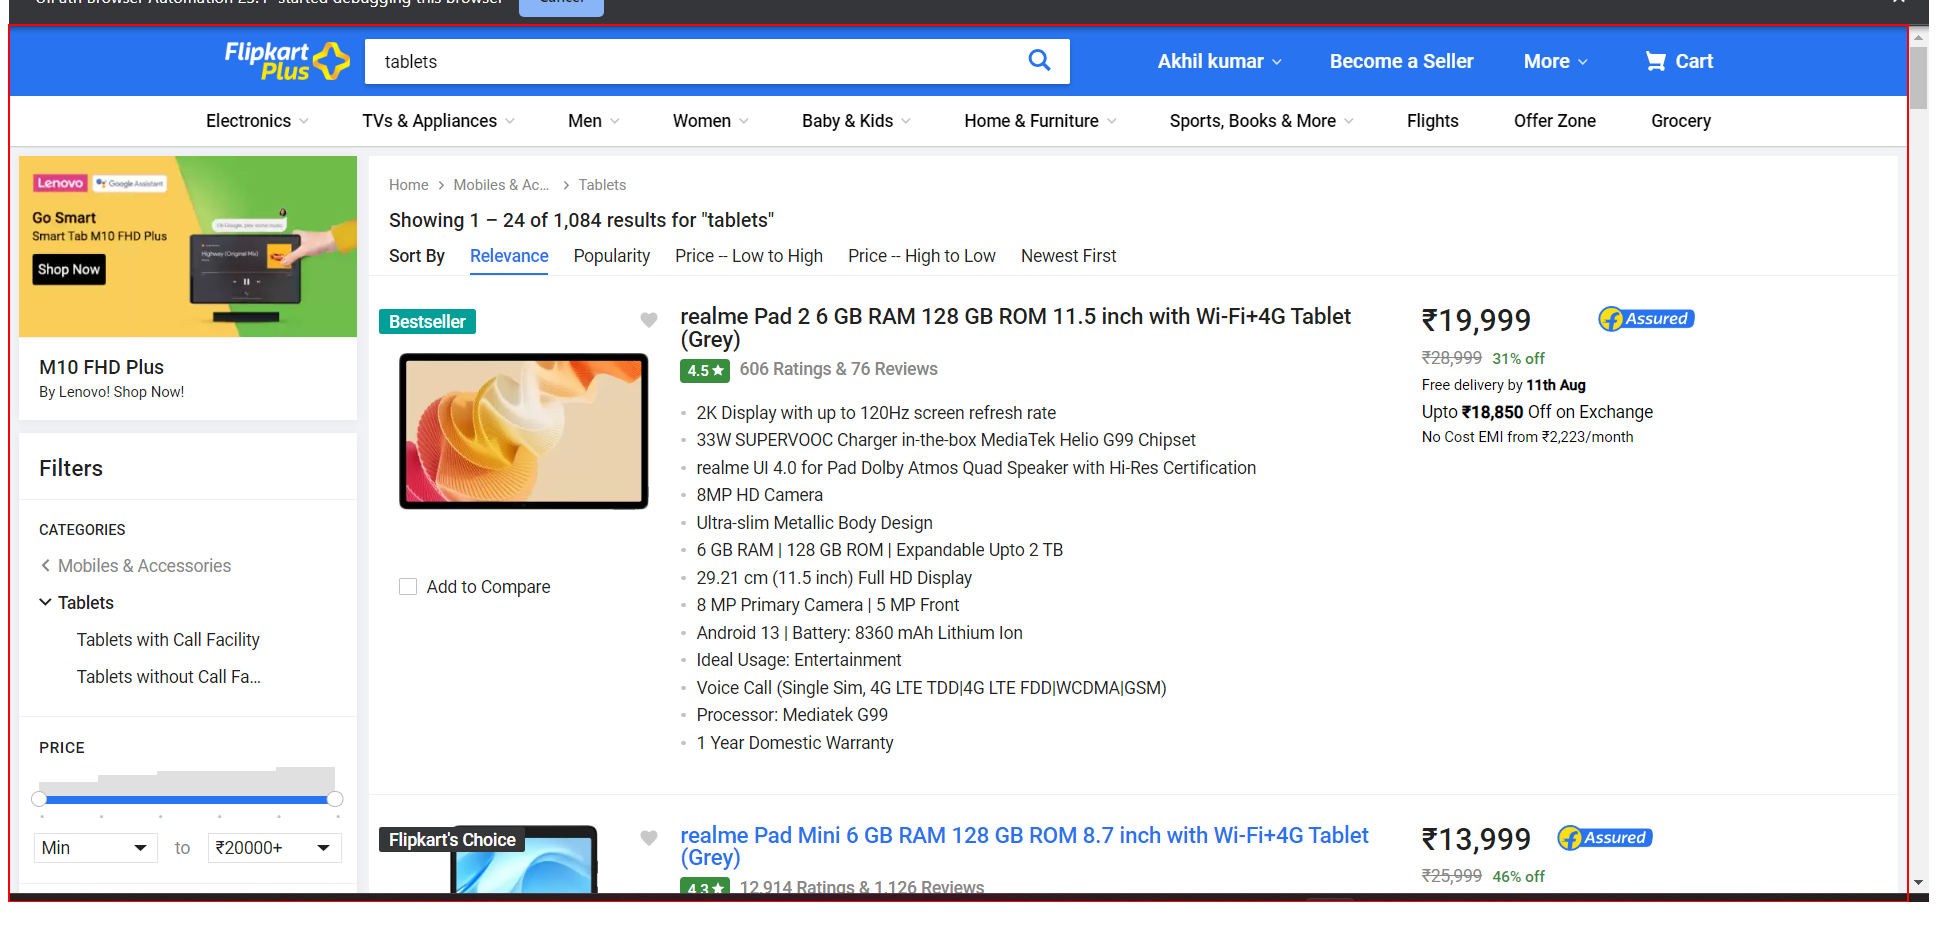 UiPath Browser Automation 23.4" started debugging this browser
Cancel
Flipkart
Plus
tablets
Akhil kumar
Become a Seller
More
Cart
Electronics
TVs & Appliances
Men
Women
Baby & Kids
Home & Furniture
Sports, Books & More
Flights
Offer Zone
Grocery
Lenovo
Google Assistant
Go Smart
Smart Tab M10 FHD Plus
Shop Now
Highway (Original Mix)
M10 FHD Plus
By Lenovo! Shop Now!
Filters
CATEGORIES
Mobiles & Accessories
Tablets
Tablets with Call Facility
Tablets without Call Fa...
PRICE
Min
to
₹20000+
Home
Mobiles & Ac...
Tablets
Showing 1 – 24 of 1,084 results for "tablets"
Sort By
Relevance
Popularity
Price -- Low to High
Price -- High to Low
Newest First
Bestseller
Add to Compare
realme Pad 2 6 GB RAM 128 GB ROM 11.5 inch with Wi-Fi+4G Tablet
(Grey)
4.5★
606 Ratings & 76 Reviews
2K Display with up to 120Hz screen refresh rate
33W SUPERVOOC Charger in-the-box MediaTek Helio G99 Chipset
realme UI 4.0 for Pad Dolby Atmos Quad Speaker with Hi-Res Certification
8MP HD Camera
Ultra-slim Metallic Body Design
6 GB RAM | 128 GB ROM | Expandable Upto 2 TB
29.21 cm (11.5 inch) Full HD Display
8 MP Primary Camera | 5 MP Front
Android 13 | Battery: 8360 mAh Lithium Ion
Ideal Usage: Entertainment
Voice Call (Single Sim, 4G LTE TDD|4G LTE FDD|WCDMA|GSM)
Processor: Mediatek G99
1 Year Domestic Warranty
₹19,999
Assured
₹28,999
31% off
Free delivery by 11th Aug
Upto ₹18,850 Off on Exchange
No Cost EMI from ₹2,223/month
Flipkart's Choice
realme Pad Mini 6 GB RAM 128 GB ROM 8.7 inch with Wi-Fi+4G Tablet
(Grey)
4.3★
12,914 Ratings & 1,126 Reviews
₹13,999
Assured
₹25,999
46% off